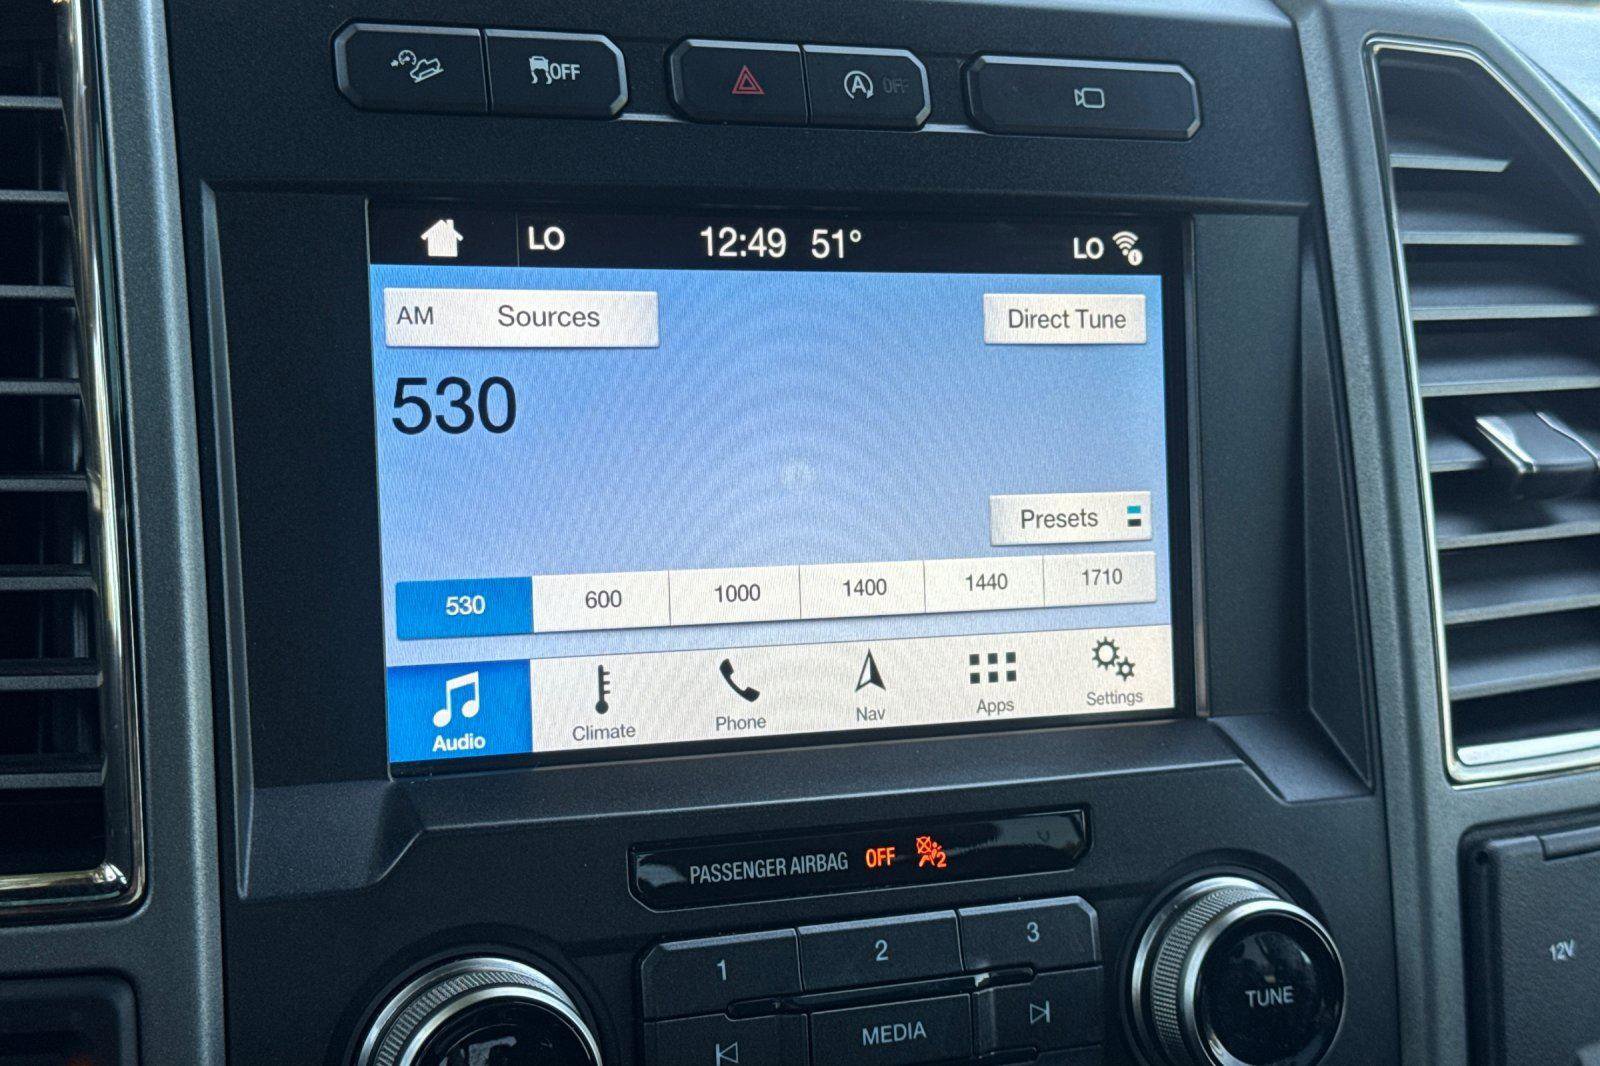 OFF
A OFF
LO 12:49 51° LO
AM Sources Direct Tune
530
Presets
530 600 1000 1400 1440 1710
Audio Climate Phone Nav Apps Settings
PASSENGER AIRBAG OFF 2
1 2 3
MEDIA
TUNE
12V